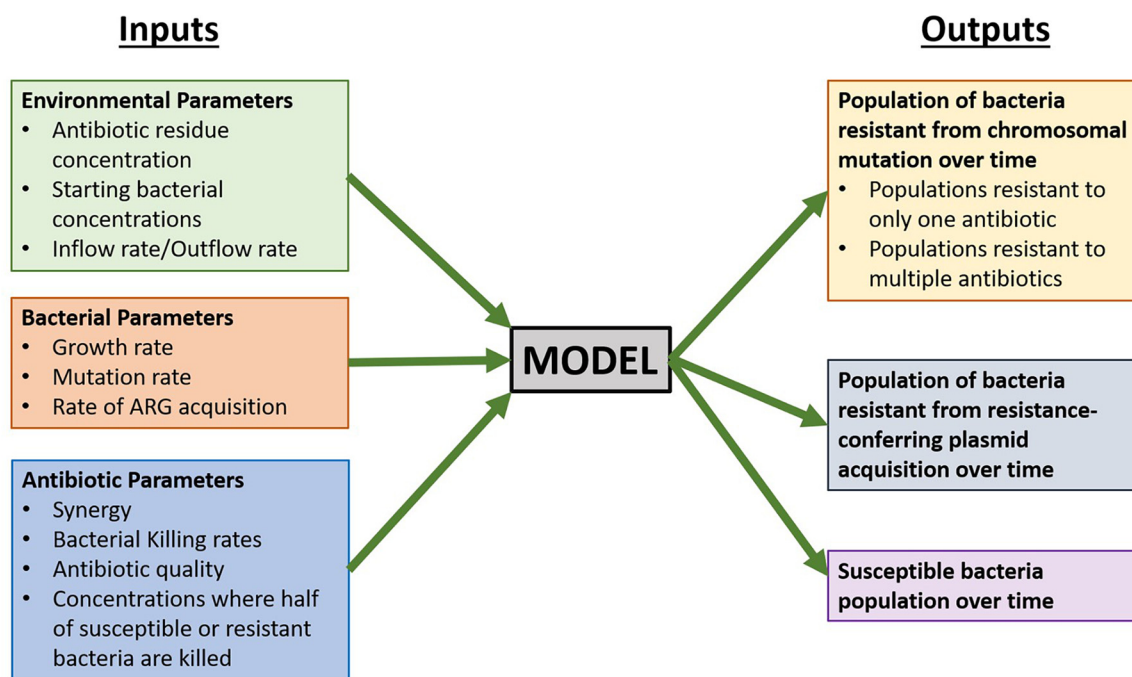 Inputs
Environmental Parameters
• Antibiotic residue
concentration
• Starting bacterial
concentrations
• Inflow rate/Outflow rate
Bacterial Parameters
• Growth rate
• Mutation rate
• Rate of ARG acquisition
Antibiotic Parameters
• Synergy
• Bacterial Killing rates
• Antibiotic quality
• Concentrations where half
of susceptible or resistant
bacteria are killed
MODEL
Outputs
Population of bacteria
resistant from chromosomal
mutation over time
• Populations resistant to
only one antibiotic
• Populations resistant to
multiple antibiotics
Population of bacteria
resistant from resistance-
conferring plasmid
acquisition over time
Susceptible bacteria
population over time